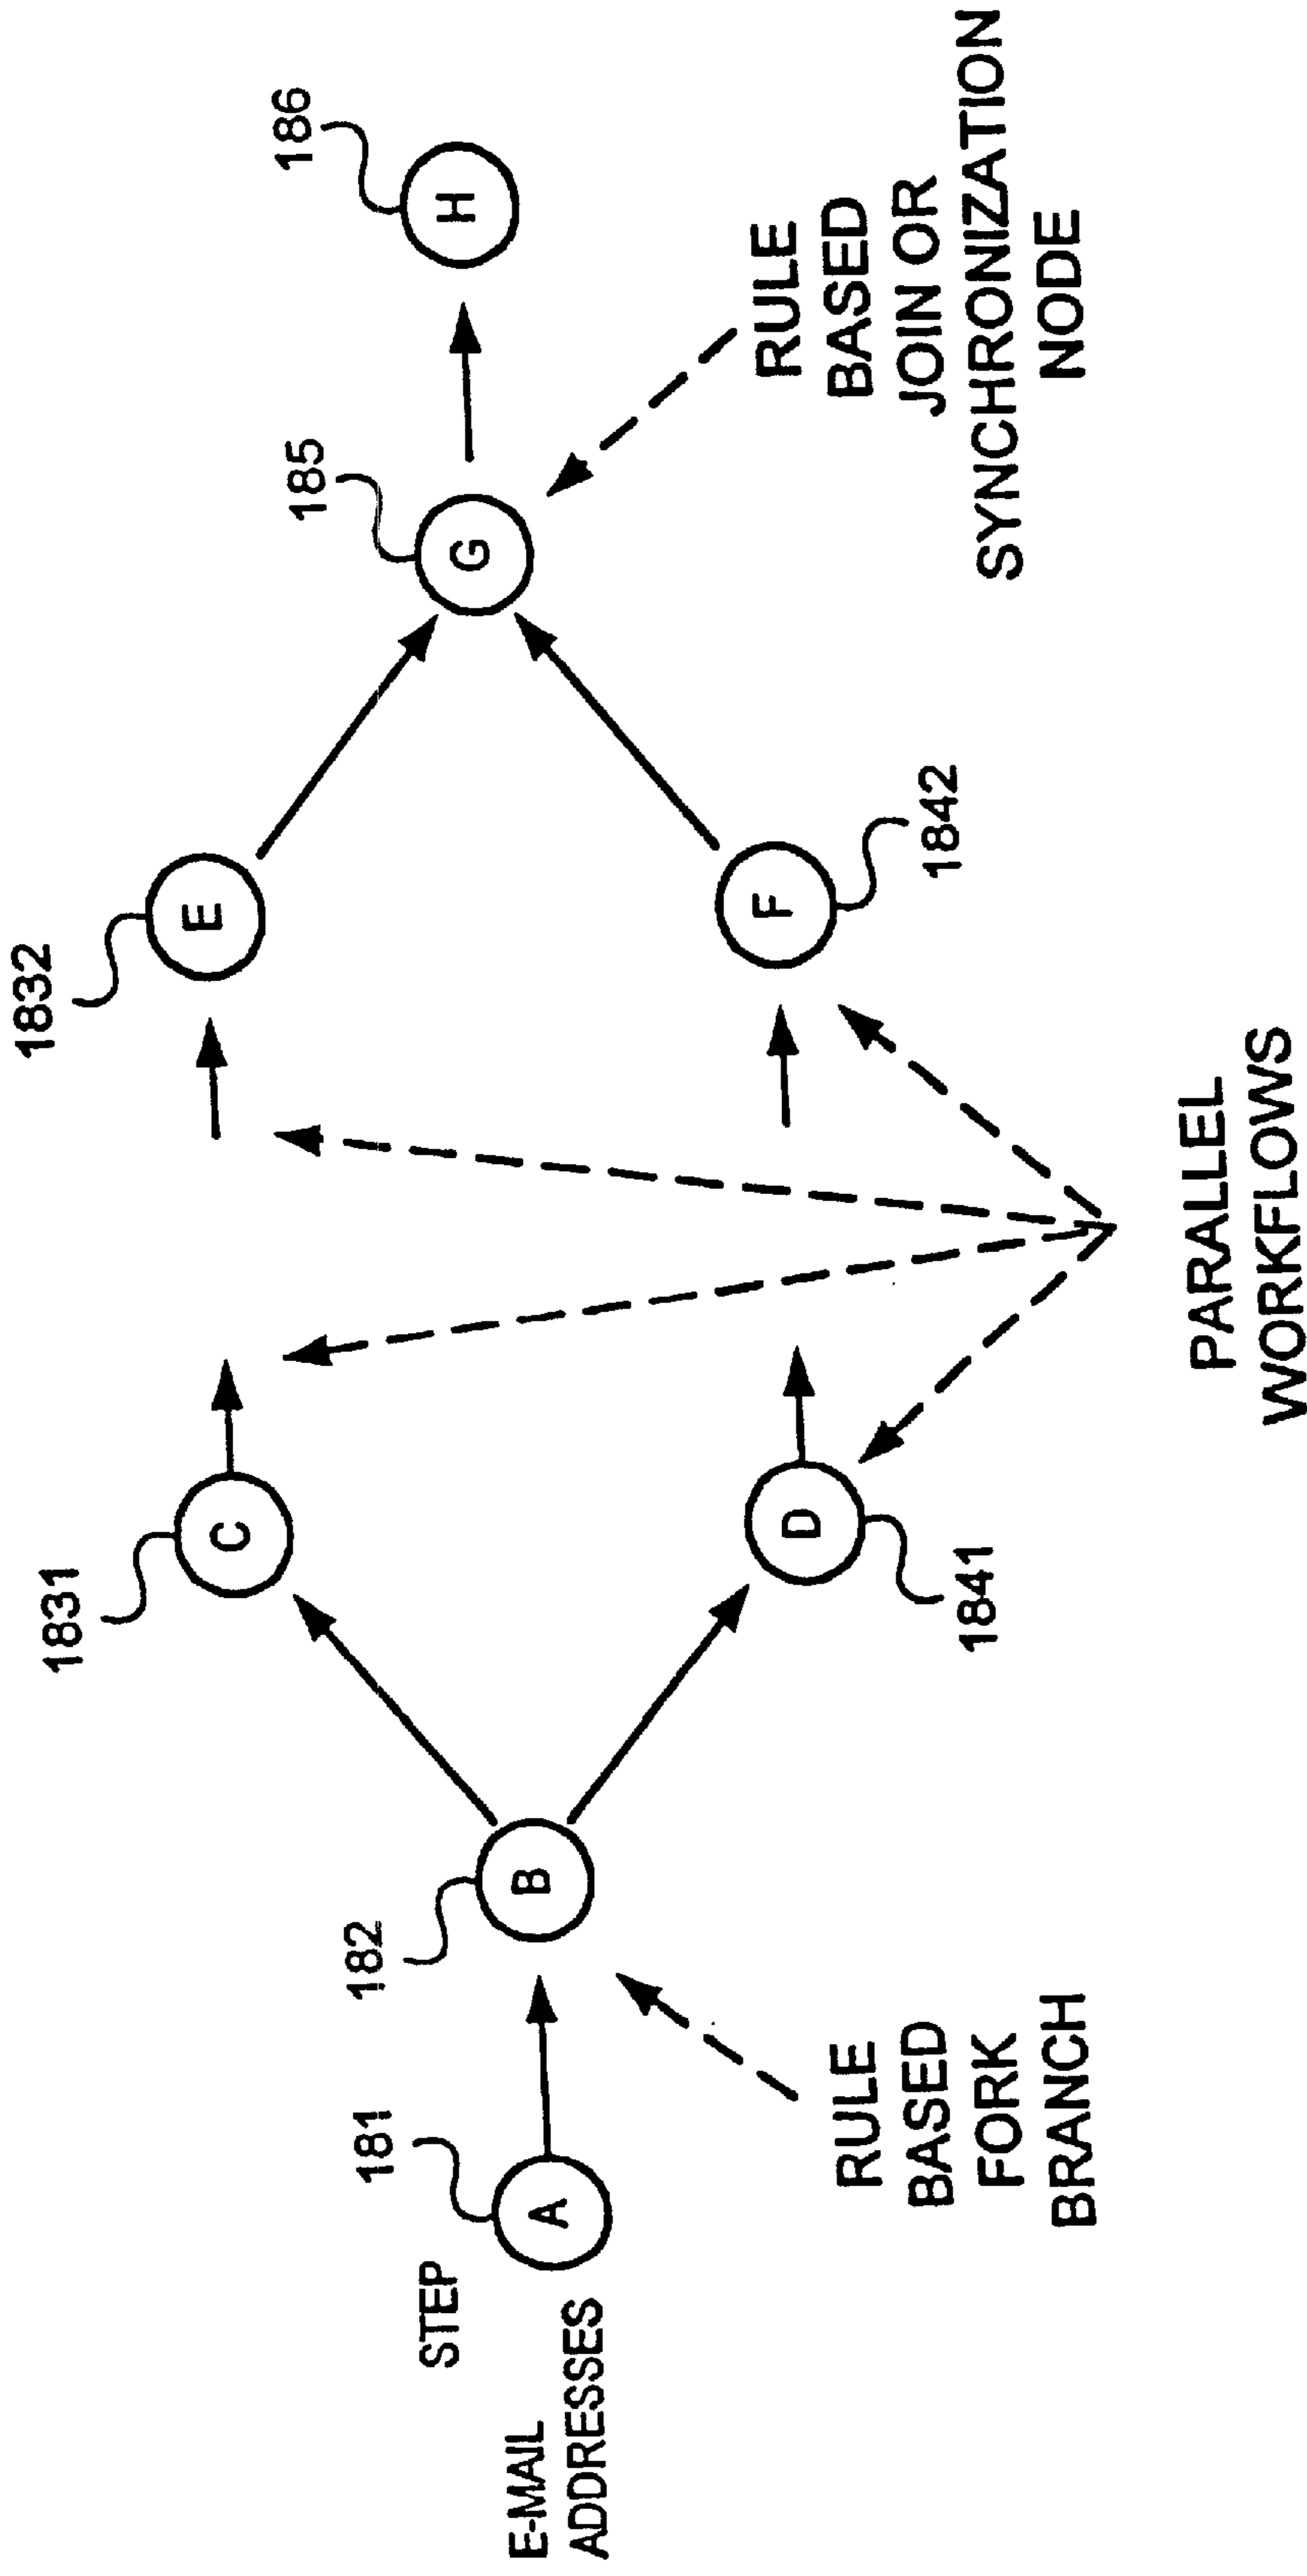 STEP
181
182
1831
1832
185
186
E-MAIL
ADDRESSES
A
B
C
E
G
H
D
F
1841
1842
RULE
BASED
FORK
BRANCH
PARALLEL
WORKFLOWS
RULE
BASED
JOIN OR
SYNCHRONIZATION
NODE